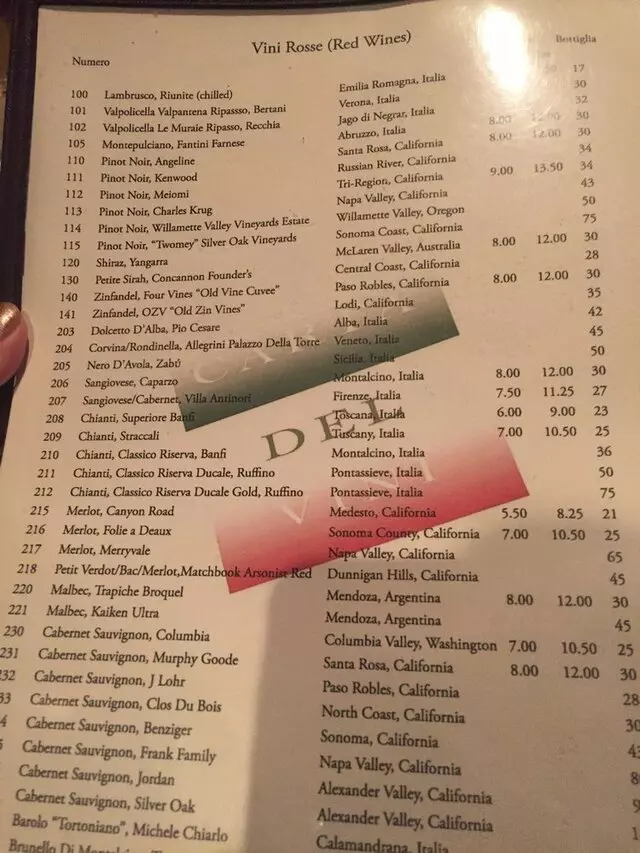 Vini Rosse (Red Wines)
Numero Bottiglia
100 Lambrusco, Riunite (chilled) Emilia Romagna, Italia 17
101 Valpolicella Valpantena Ripassso, Bertani Verona, Italia 30
102 Valpolicella Le Muraie Ripasso, Recchia Jago di Negrar, Italia 32
105 Montepulciano, Fantini Farnese Abruzzo, Italia 8.00 12.00 30
110 Pinot Noir, Angeline Santa Rosa, California 8.00 12.00 30
111 Pinot Noir, Kenwood Russian River, California 34
112 Pinot Noir, Meiomi Tri-Region, California 9.00 13.50 34
113 Pinot Noir, Charles Krug Napa Valley, California 43
114 Pinot Noir, Willamette Valley Vineyards Estate Willamette Valley, Oregon 50
115 Pinot Noir, "Twomey" Silver Oak Vineyards Sonoma Coast, California 75
120 Shiraz, Yangarra McLaren Valley, Australia 8.00 12.00 30
130 Petite Sirah, Concannon Founder's Central Coast, California 28
140 Zinfandel, Four Vines "Old Vine Cuvee" Paso Robles, California 8.00 12.00 30
141 Zinfandel, OZV "Old Zin Vines" Lodi, California 35
203 Dolcetto D'Alba, Pio Cesare Alba, Italia 42
204 Corvina/Rondinella, Allegrini Palazzo Della Torre Veneto, Italia 45
205 Nero D'Avola, Zabú Sicilia, Italia 50
206 Sangiovese, Caparzo Montalcino, Italia 8.00 12.00 30
207 Sangiovese/Cabernet, Villa Antinori Firenze, Italia 7.50 11.25 27
208 Chianti, Superiore Banfi Toscana, Italia 6.00 9.00 23
209 Chianti, Straccali Tuscany, Italia 7.00 10.50 25
210 Chianti, Classico Riserva, Banfi Montalcino, Italia 36
211 Chianti, Classico Riserva Ducale, Ruffino Pontassieve, Italia 50
212 Chianti, Classico Riserva Ducale Gold, Ruffino Pontassieve, Italia 75
215 Merlot, Canyon Road Medesto, California 5.50 8.25 21
216 Merlot, Folie a Deaux Sonoma County, California 7.00 10.50 25
217 Merlot, Merryvale Napa Valley, California 65
218 Petit Verdot/Bac/Merlot,Matchbook Arsonist Red Dunnigan Hills, California 45
220 Malbec, Trapiche Broquel Mendoza, Argentina 8.00 12.00 30
221 Malbec, Kaiken Ultra Mendoza, Argentina 45
230 Cabernet Sauvignon, Columbia Columbia Valley, Washington 7.00 10.50 25
231 Cabernet Sauvignon, Murphy Goode Santa Rosa, California 8.00 12.00 30
232 Cabernet Sauvignon, J Lohr Paso Robles, California 28
33 Cabernet Sauvignon, Clos Du Bois North Coast, California 30
4 Cabernet Sauvignon, Benziger Sonoma, California
Cabernet Sauvignon, Frank Family Napa Valley, California
Cabernet Sauvignon, Jordan Alexander Valley, California
Cabernet Sauvignon, Silver Oak Alexander Valley, California
Barolo "Tortoniano", Michele Chiarlo Calamandrana, Italia
DEL
VINI